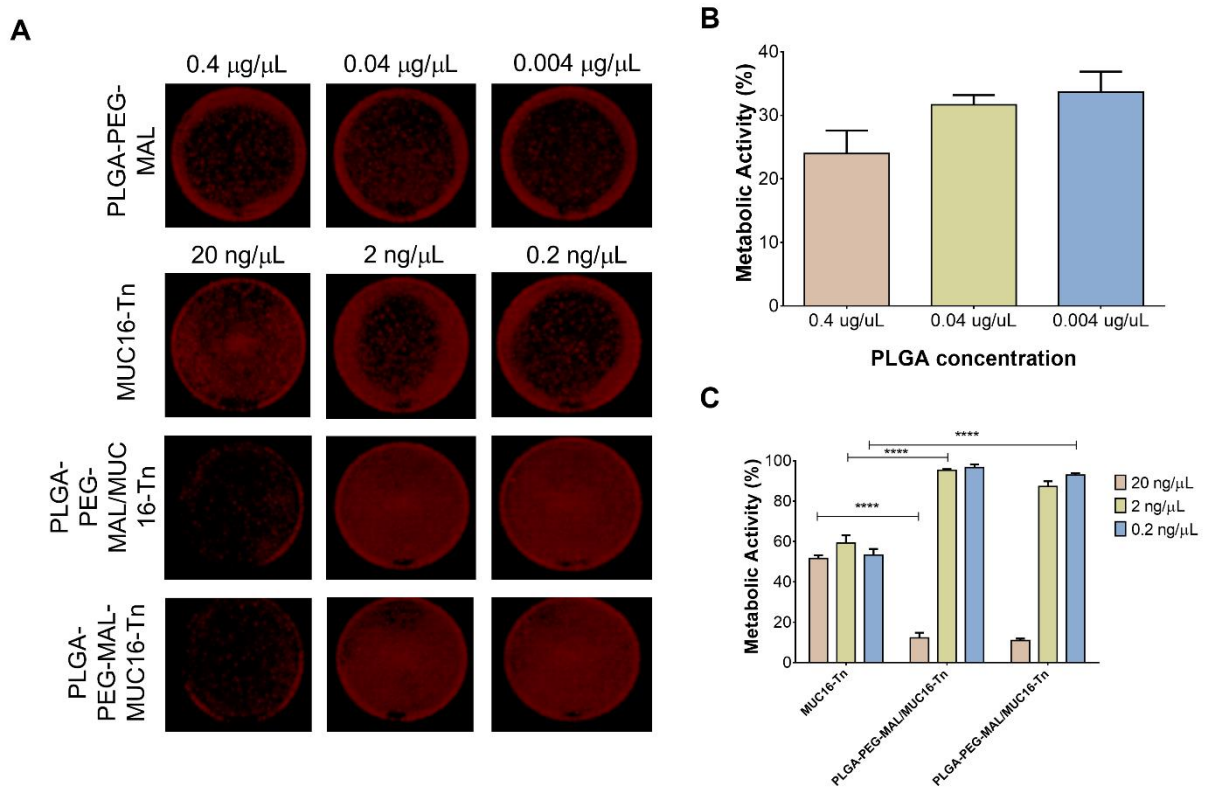 A
0.4 μg/μL 0.04 μg/μL 0.004 μg/μL
PLGA-PEG-
MAL
20 ng/μL 2 ng/μL 0.2 ng/μL
MUC16-Tn
PLGA-
PEG-
MAL/MUC
16-Tn
PLGA-
PEG-MAL-
MUC16-Tn
B
Metabolic Activity (%)
40
30
20
10
0
0.4 ug/uL 0.04 ug/uL 0.004 ug/uL
PLGA concentration
C
Metabolic Activity (%)
100
80
60
40
20
0
****
****
****
20 ng/μL
2 ng/μL
0.2 ng/μL
MUC16-Tn
PLGA-PEG-MAL/MUC16-Tn
PLGA-PEG-MAL/MUC16-Tn